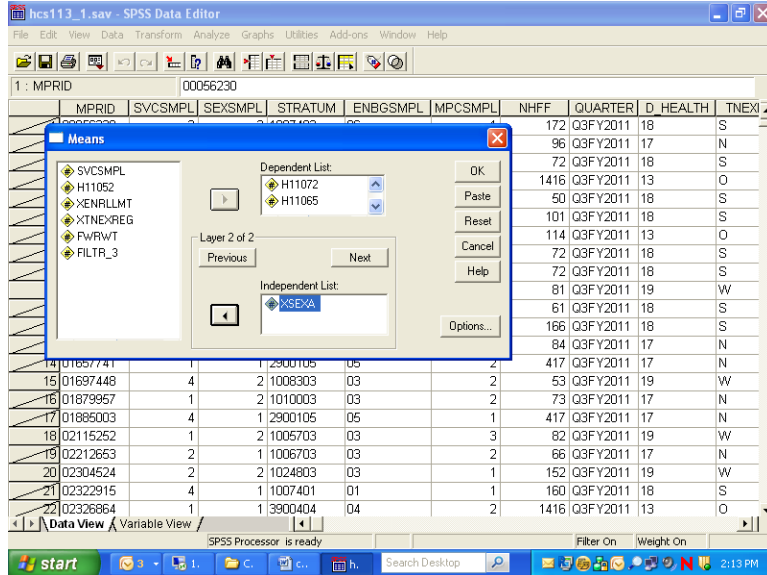 hcs113_1.sav - SPSS Data Editor
File Edit View Data Transform Analyze Graphs Utilities Add-ons Window Help
1 : MPRID 00056230
MPRID SVCSMPL SEXSMPL STRATUM ENBGSMPL MPCSMPL NHFF QUARTER D_HEALTH
172 Q3FY2011 18 S
Means
96 Q3FY2011 17 N
72 Q3FY2011 18 S
1416 Q3FY2011 13 O
50 Q3FY2011 18 S
101 Q3FY2011 18 S
114 Q3FY2011 13 O
72 Q3FY2011 18 S
72 Q3FY2011 18 S
81 Q3FY2011 19 W
61 Q3FY2011 18 S
166 Q3FY2011 18 S
84 Q3FY2011 17 N
SVCSMPL
H11052
XENRLLMT
XTNEXREG
FWRWT
FILTR_3
Dependent List:
H11072
H11065
Layer 2 of 2
Previous Next
Independent List:
XSEXA
OK
Paste
Reset
Cancel
Help
Options...
14 01657741 1 1 2900105 05 2 417 Q3FY2011 17 N
15 01697448 4 2 1008303 03 2 53 Q3FY2011 19 W
16 01879957 1 2 1010003 03 2 73 Q3FY2011 17 N
17 01885003 4 1 2900105 05 1 417 Q3FY2011 17 N
18 02115252 1 2 1005703 03 3 82 Q3FY2011 19 W
19 02212653 2 1 1006703 03 2 66 Q3FY2011 17 N
20 02304524 2 2 1024803 03 1 152 Q3FY2011 19 W
21 02322915 4 1 1007401 01 1 160 Q3FY2011 18 S
22 02326864 1 1 3900404 04 2 1416 Q3FY2011 13 O
Data View Variable View
SPSS Processor is ready Filter On Weight On
start 3 1. C. c.. h. Search Desktop 2:13 PM